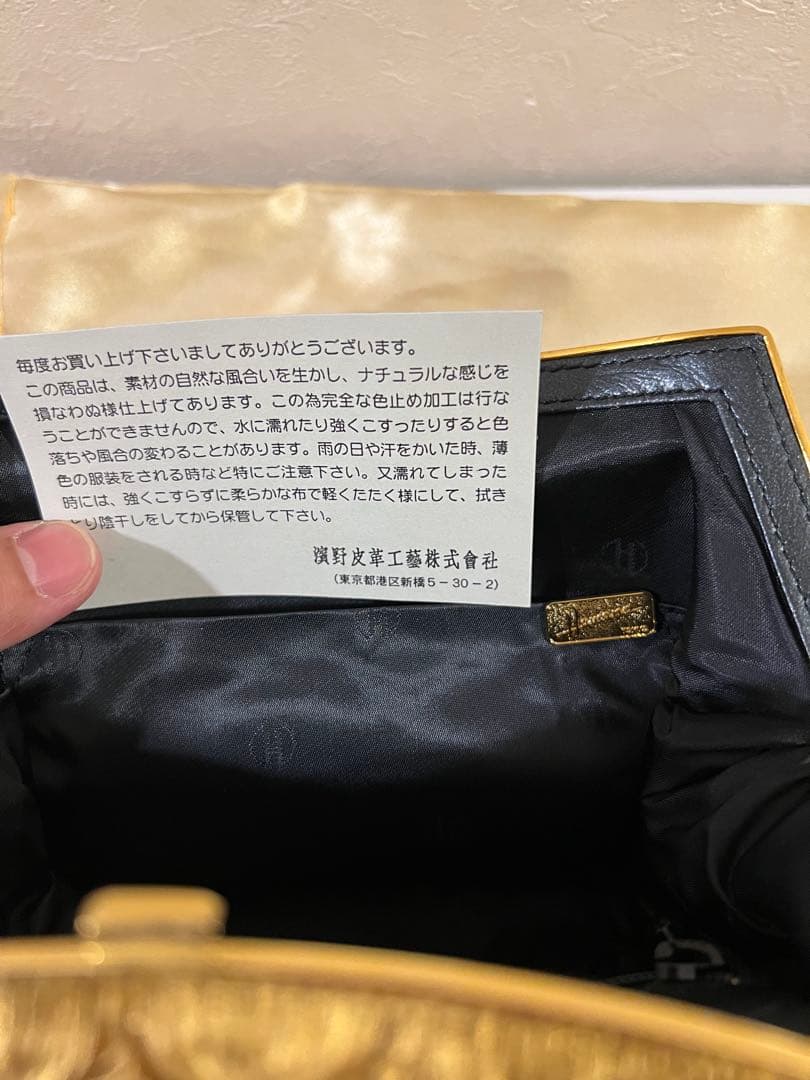 毎度お買い上げ下さいましてありがとうございます。
この商品は、素材の自然な風合いを生かし、ナチュラルな感じを
損なわぬ様仕上げてあります。この為完全な色止め加工は行な
うことができませんので、水に濡れたり強くこすったりすると色
落ちや風合の変わることがあります。雨の日や汗をかいた時、薄
色の服装をされる時など特にご注意下さい。又濡れてしまった
時には、強くこすらずに柔らかな布で軽くたたく様にして、拭き
とり陰干しをしてから保管して下さい。
濱野皮革工藝株式會社
(東京都港区新橋5-30-2)